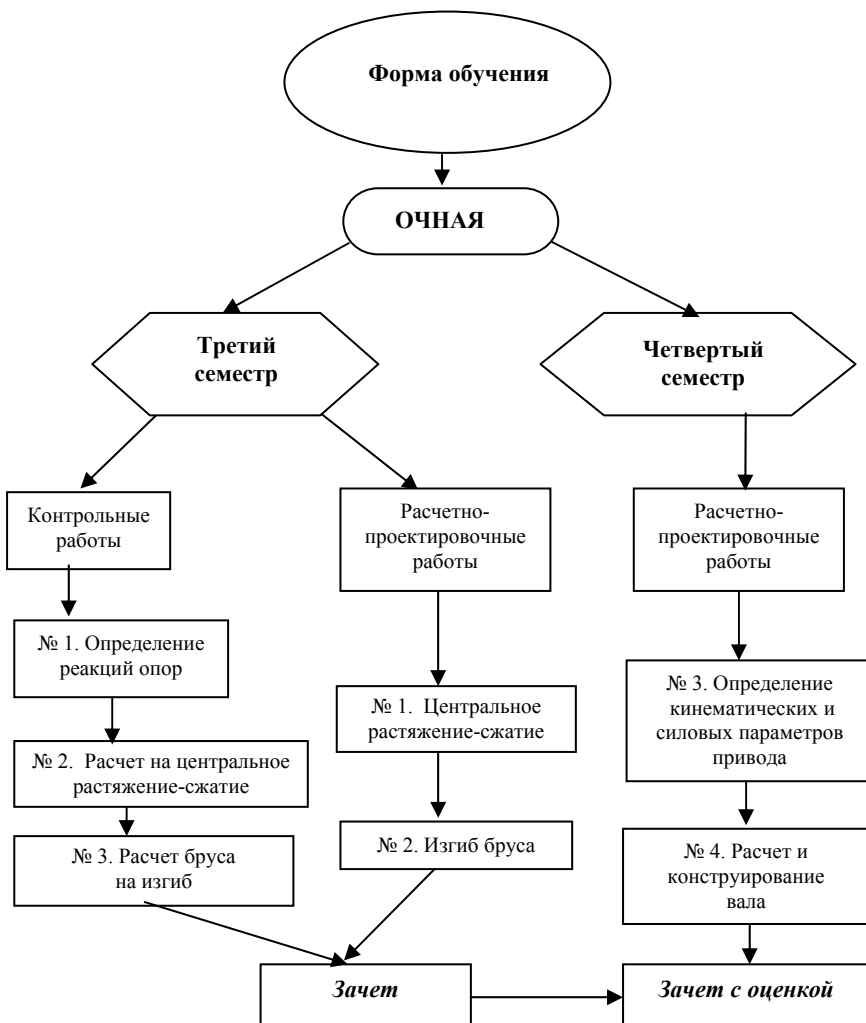 Форма обучения
ОЧНАЯ
Третий
семестр
Четвертый
семестр
Контрольные
работы
Расчетно-
проектировочные
работы
Расчетно-
проектировочные
работы
№ 1. Определение
реакций опор
№ 1. Центральное
растяжение-сжатие
№ 3. Определение
кинематических и
силовых параметров
привода
№ 2. Расчет на центральное
растяжение-сжатие
№ 3. Расчет бруса
на изгиб
№ 2. Изгиб бруса
№ 4. Расчет и
конструирование
вала
Зачет
Зачет с оценкой